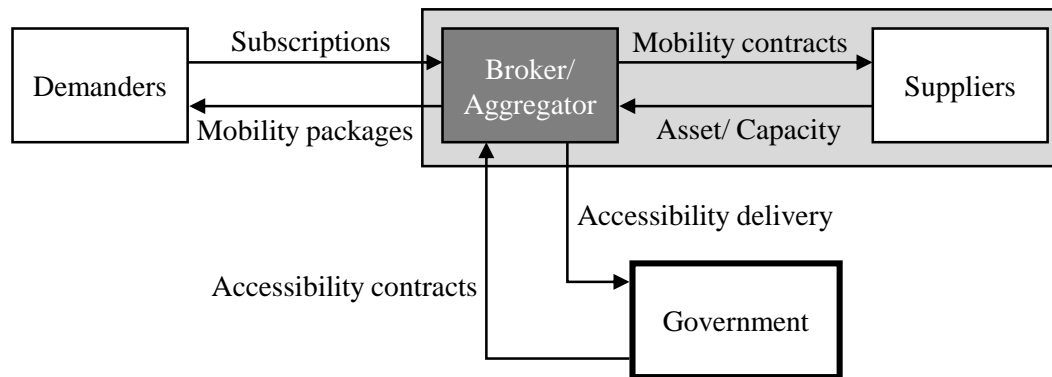 Subscriptions
Mobility contracts
Demanders
Broker/
Aggregator
Suppliers
Mobility packages
Asset/ Capacity
Accessibility delivery
Accessibility contracts
Government